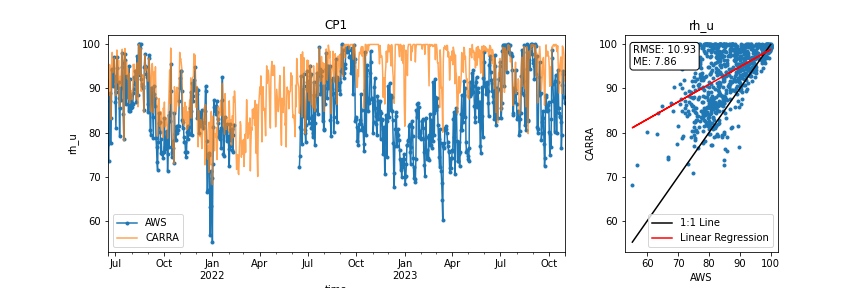 CP1
100
90
80
70
60
rh_u
AWS
CARRA
Jul
Oct
Jan
2022
Apr
Jul
Oct
Jan
2023
Apr
Jul
Oct
time
rh_u
RMSE: 10.93
ME: 7.86
100
90
80
70
60
CARRA
1:1 Line
Linear Regression
60
70
80
90
100
AWS